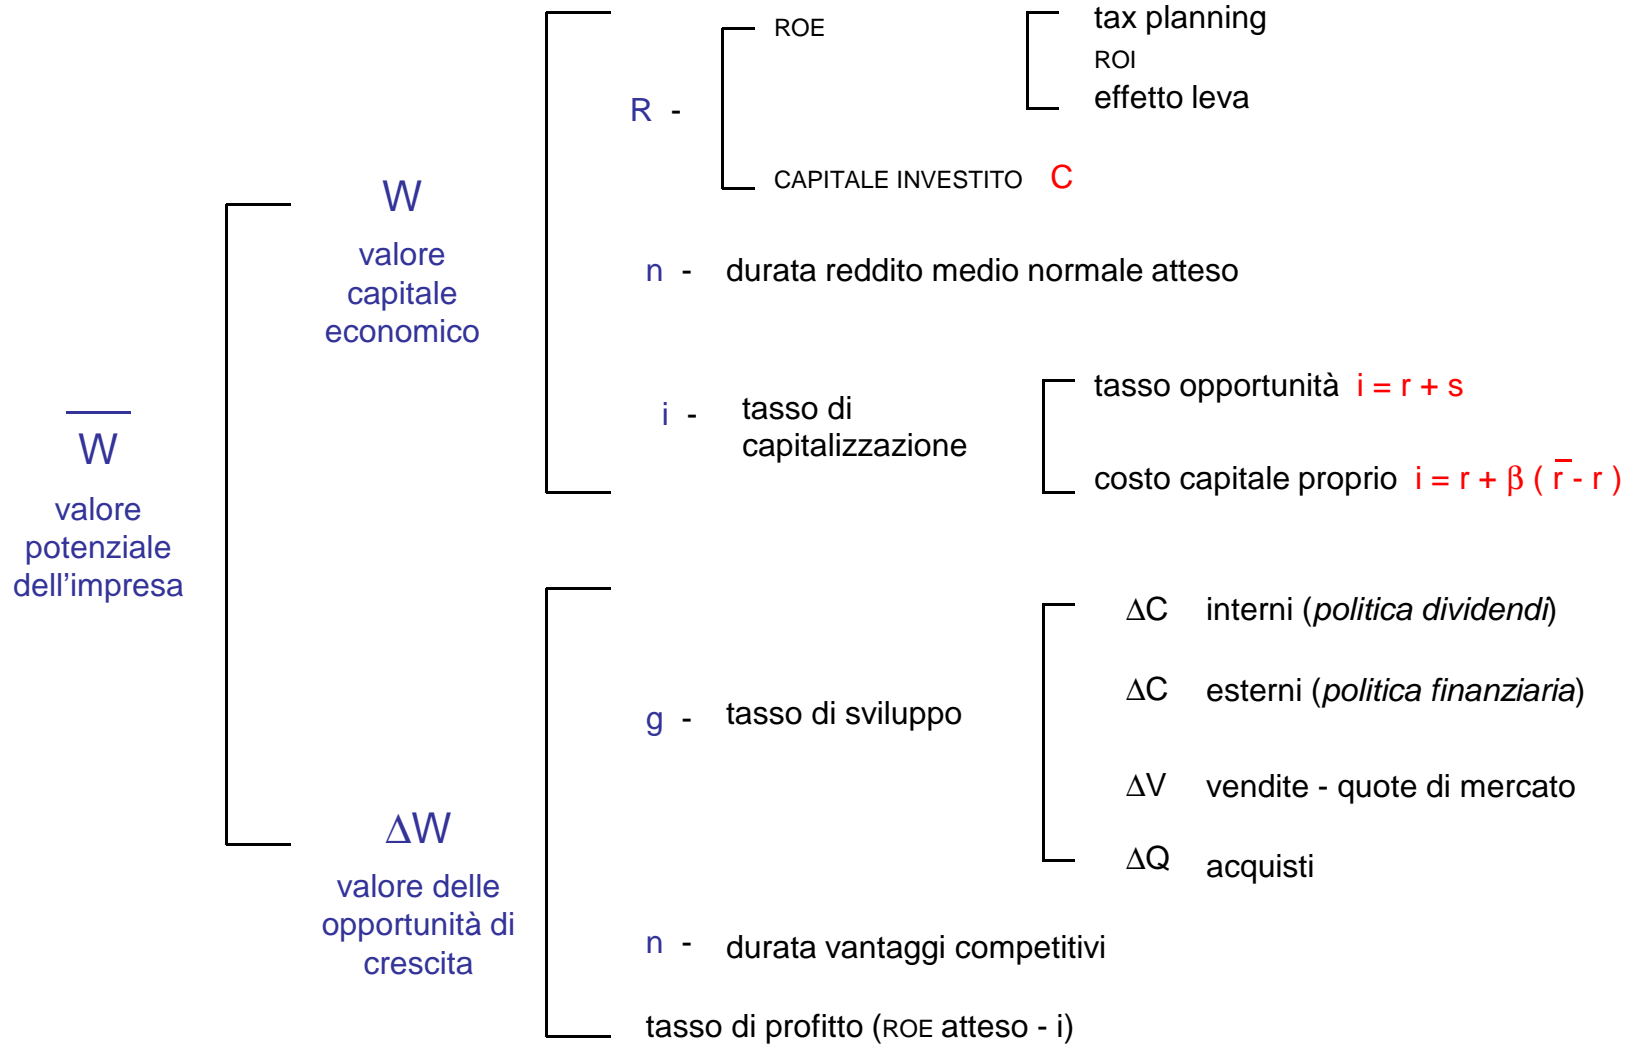 W̅
valore
potenziale
dell’impresa
W
valore
capitale
economico
R -
ROE
tax planning
ROI
effetto leva
CAPITALE INVESTITO C
n - durata reddito medio normale atteso
i - tasso di
capitalizzazione
tasso opportunità i = r + s
costo capitale proprio i = r + β ( r̅ - r )
ΔW
valore delle
opportunità di
crescita
g - tasso di sviluppo
ΔC interni (politica dividendi)
ΔC esterni (politica finanziaria)
ΔV vendite - quote di mercato
ΔQ acquisti
n - durata vantaggi competitivi
tasso di profitto (ROE atteso - i)